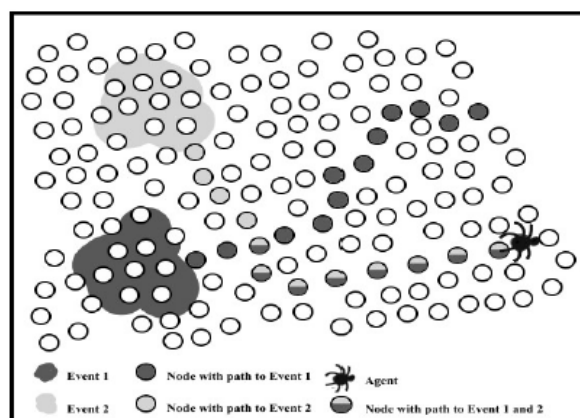 Event 1 Node with path to Event 1 Agent
Event 2 Node with path to Event 2 Node with path to Event 1 and 2